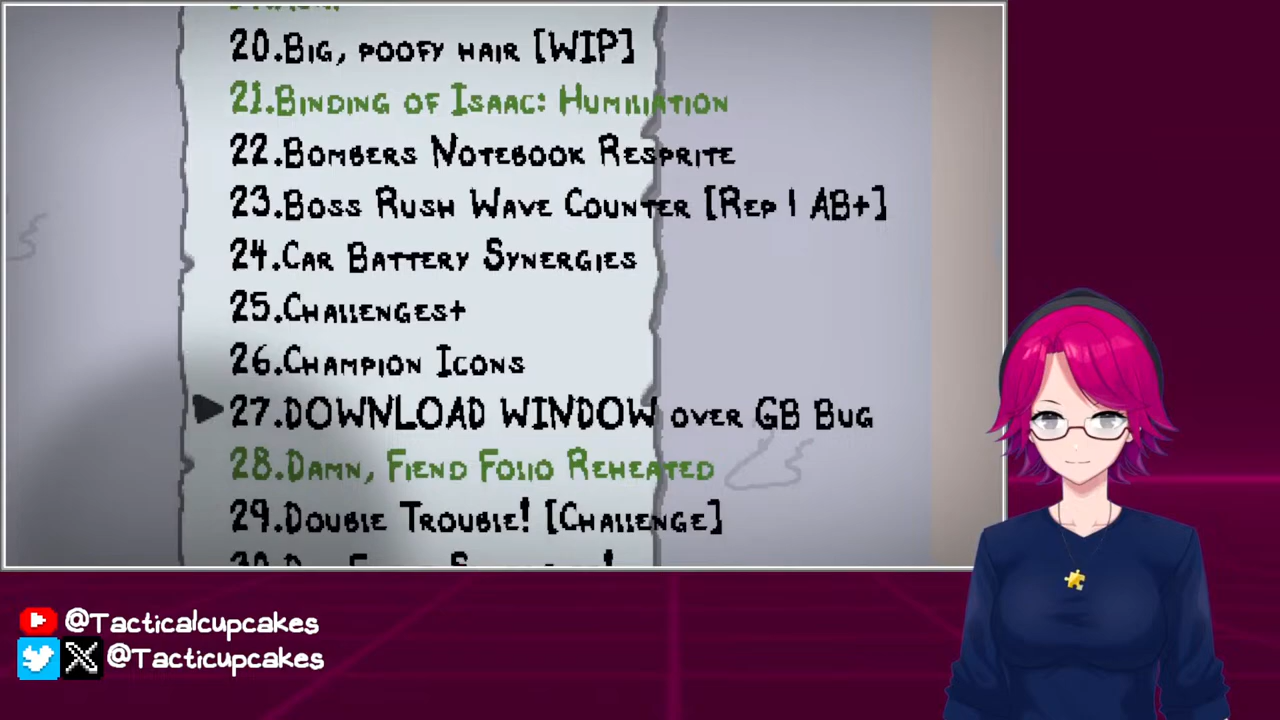 20.Big, poofy hair [WIP]
21.Binding of Isaac: Humiliation
22.Bombers Notebook Resprite
23.Boss Rush Wave Counter [Rep | AB+]
24.Car Battery Synergies
25.Challenges+
26.Champion Icons
27.DOWNLOAD WINDOW over GB Bug
28.Damn, Fiend Folio Reheated
29.Double Trouble! [Challenge]
@Tacticalcupcakes
@Tacticupcakes